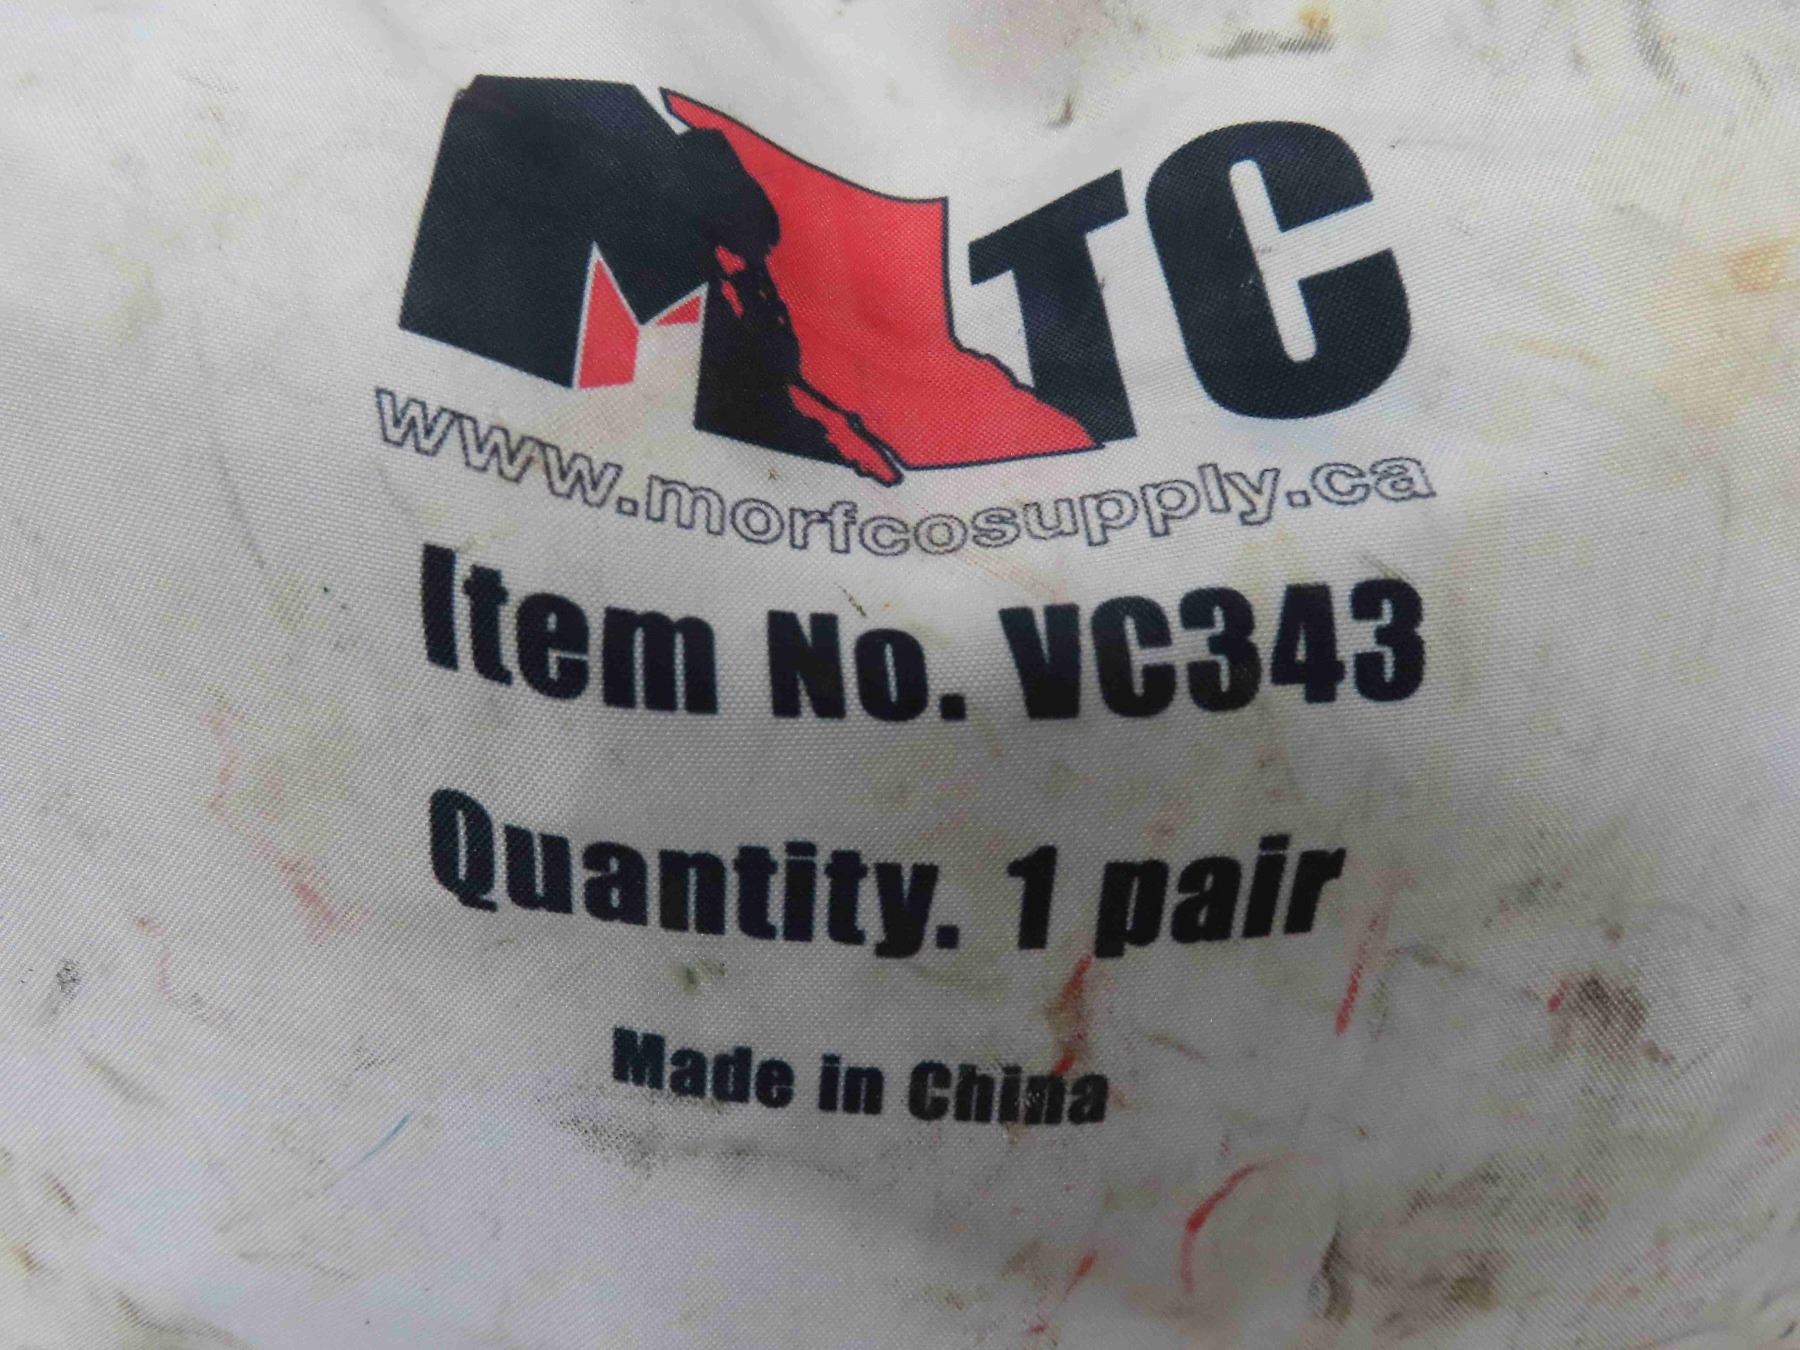 MTC
www.morfcosupply.ca
Item No. VC343
Quantity. 1 pair
Made in China